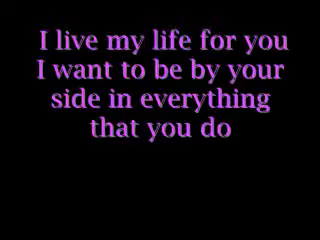 I live my life for you
I want to be by your
side in everything
that you do